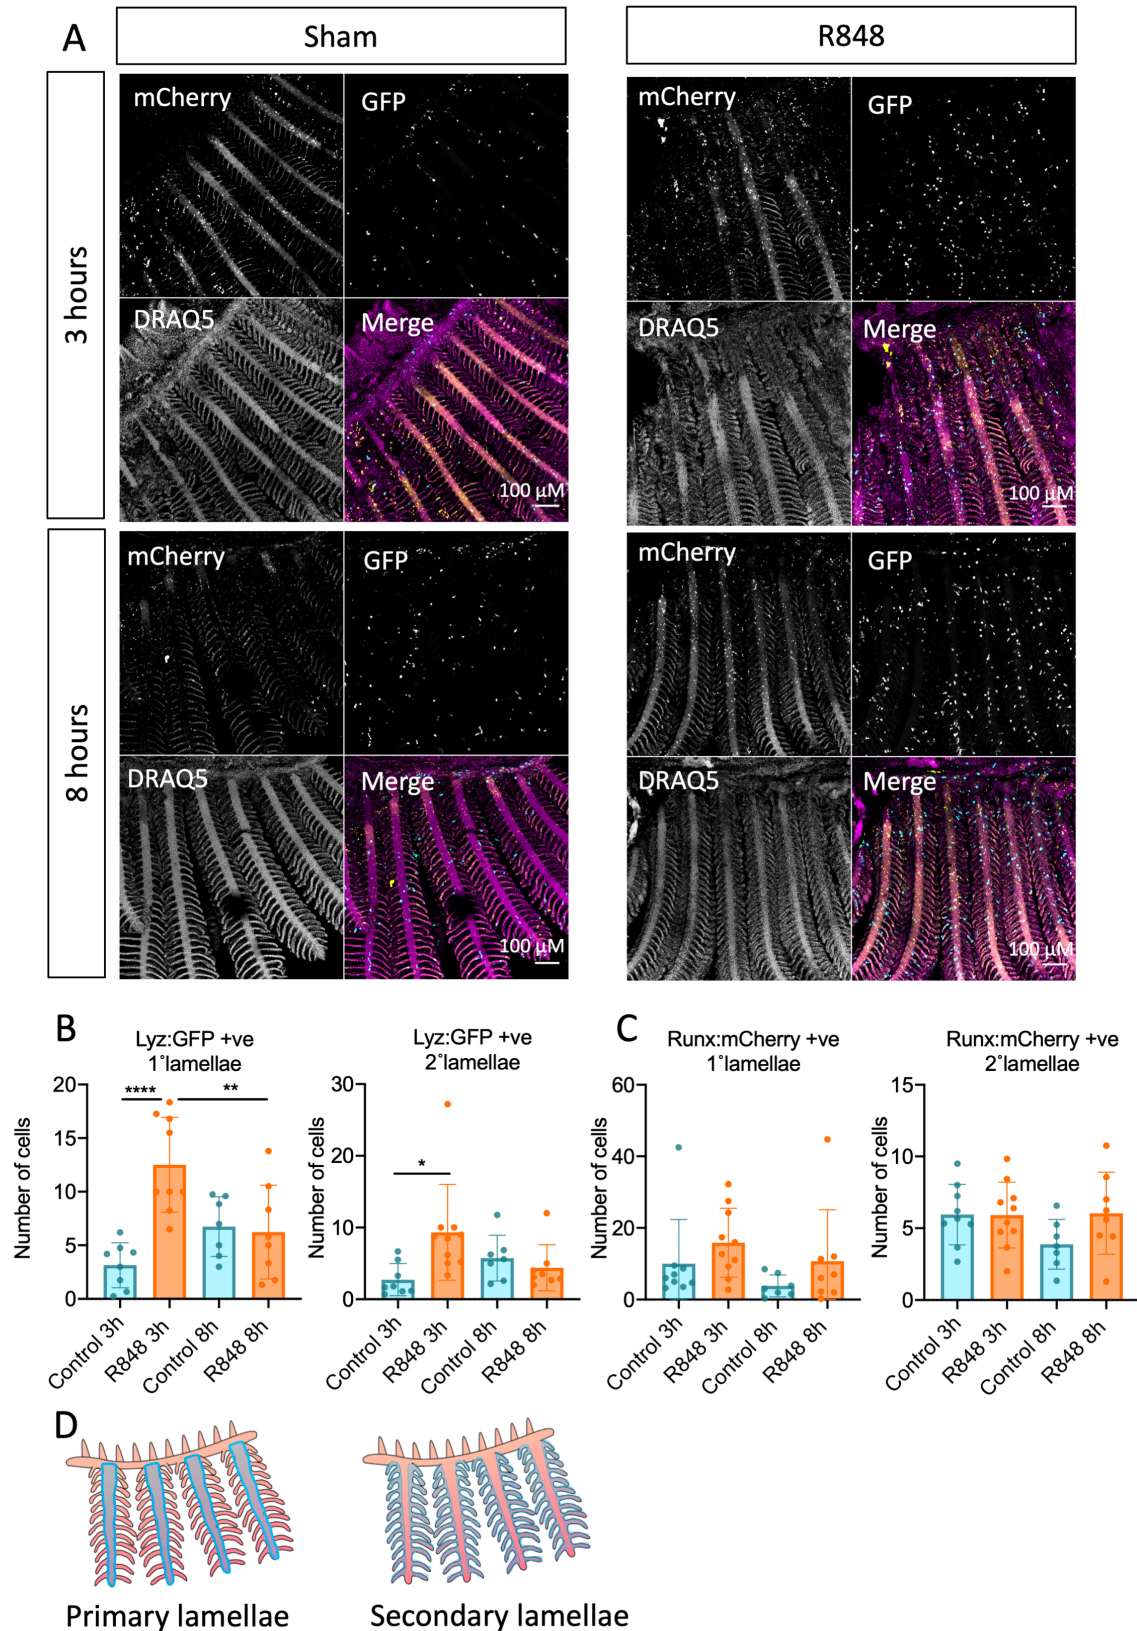 A
Sham
R848
3 hours
mCherry
GFP
mCherry
GFP
DRAQ5
Merge
100 µM
DRAQ5
Merge
100 µM
8 hours
mCherry
GFP
mCherry
GFP
DRAQ5
Merge
100 µM
DRAQ5
Merge
100 µM
B
Lyz:GFP +ve
1˚lamellae
Number of cells
20
15
10
5
0
****
**
Control 3h
R848 3h
Control 8h
R848 8h
Lyz:GFP +ve
2˚lamellae
Number of cells
30
20
10
0
*
Control 3h
R848 3h
Control 8h
R848 8h
C
Runx:mCherry +ve
1˚lamellae
Number of cells
60
40
20
0
Control 3h
R848 3h
Control 8h
R848 8h
Runx:mCherry +ve
2˚lamellae
Number of cells
15
10
5
0
Control 3h
R848 3h
Control 8h
R848 8h
D
Primary lamellae
Secondary lamellae